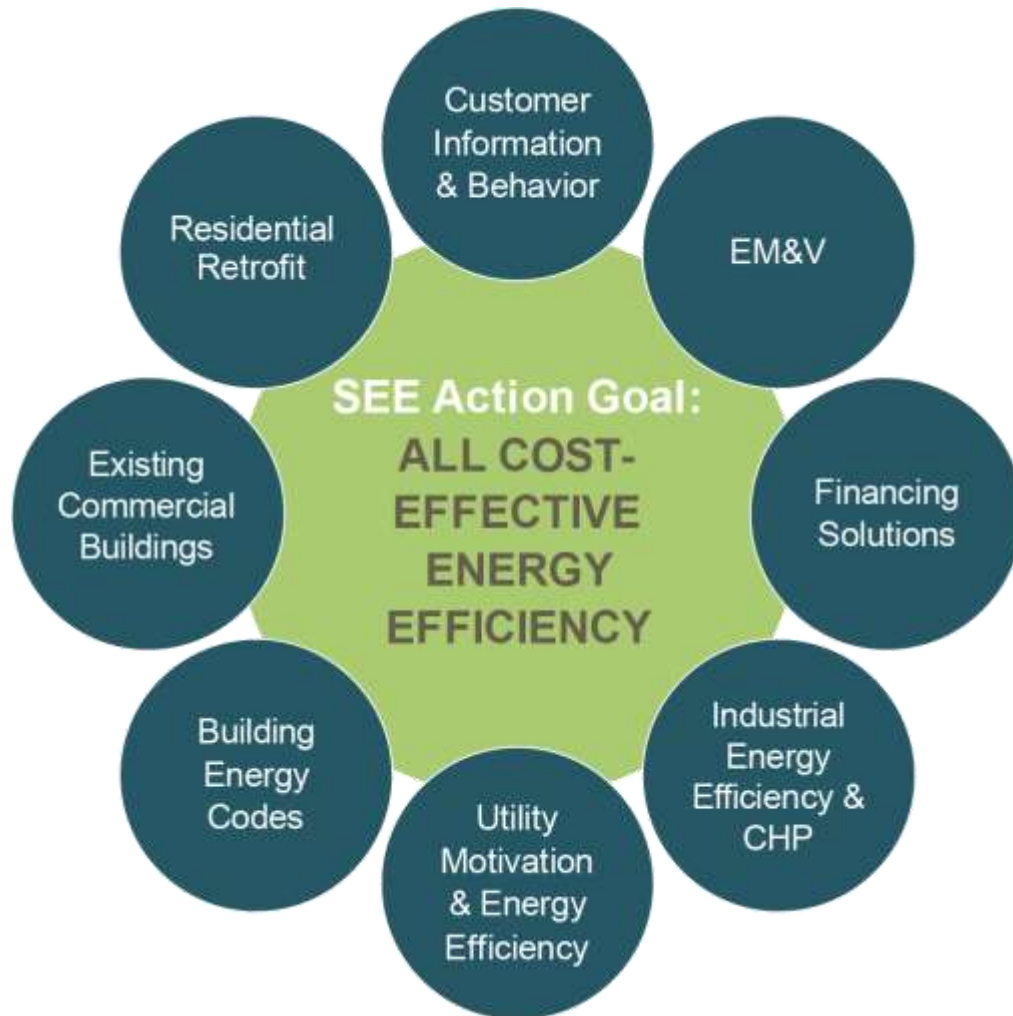 Customer
Information
& Behavior
EM&V
Financing
Solutions
Industrial
Energy
Efficiency &
CHP
Utility
Motivation
& Energy
Efficiency
Building
Energy
Codes
Existing
Commercial
Buildings
Residential
Retrofit
SEE Action Goal:
ALL COST-
EFFECTIVE
ENERGY
EFFICIENCY